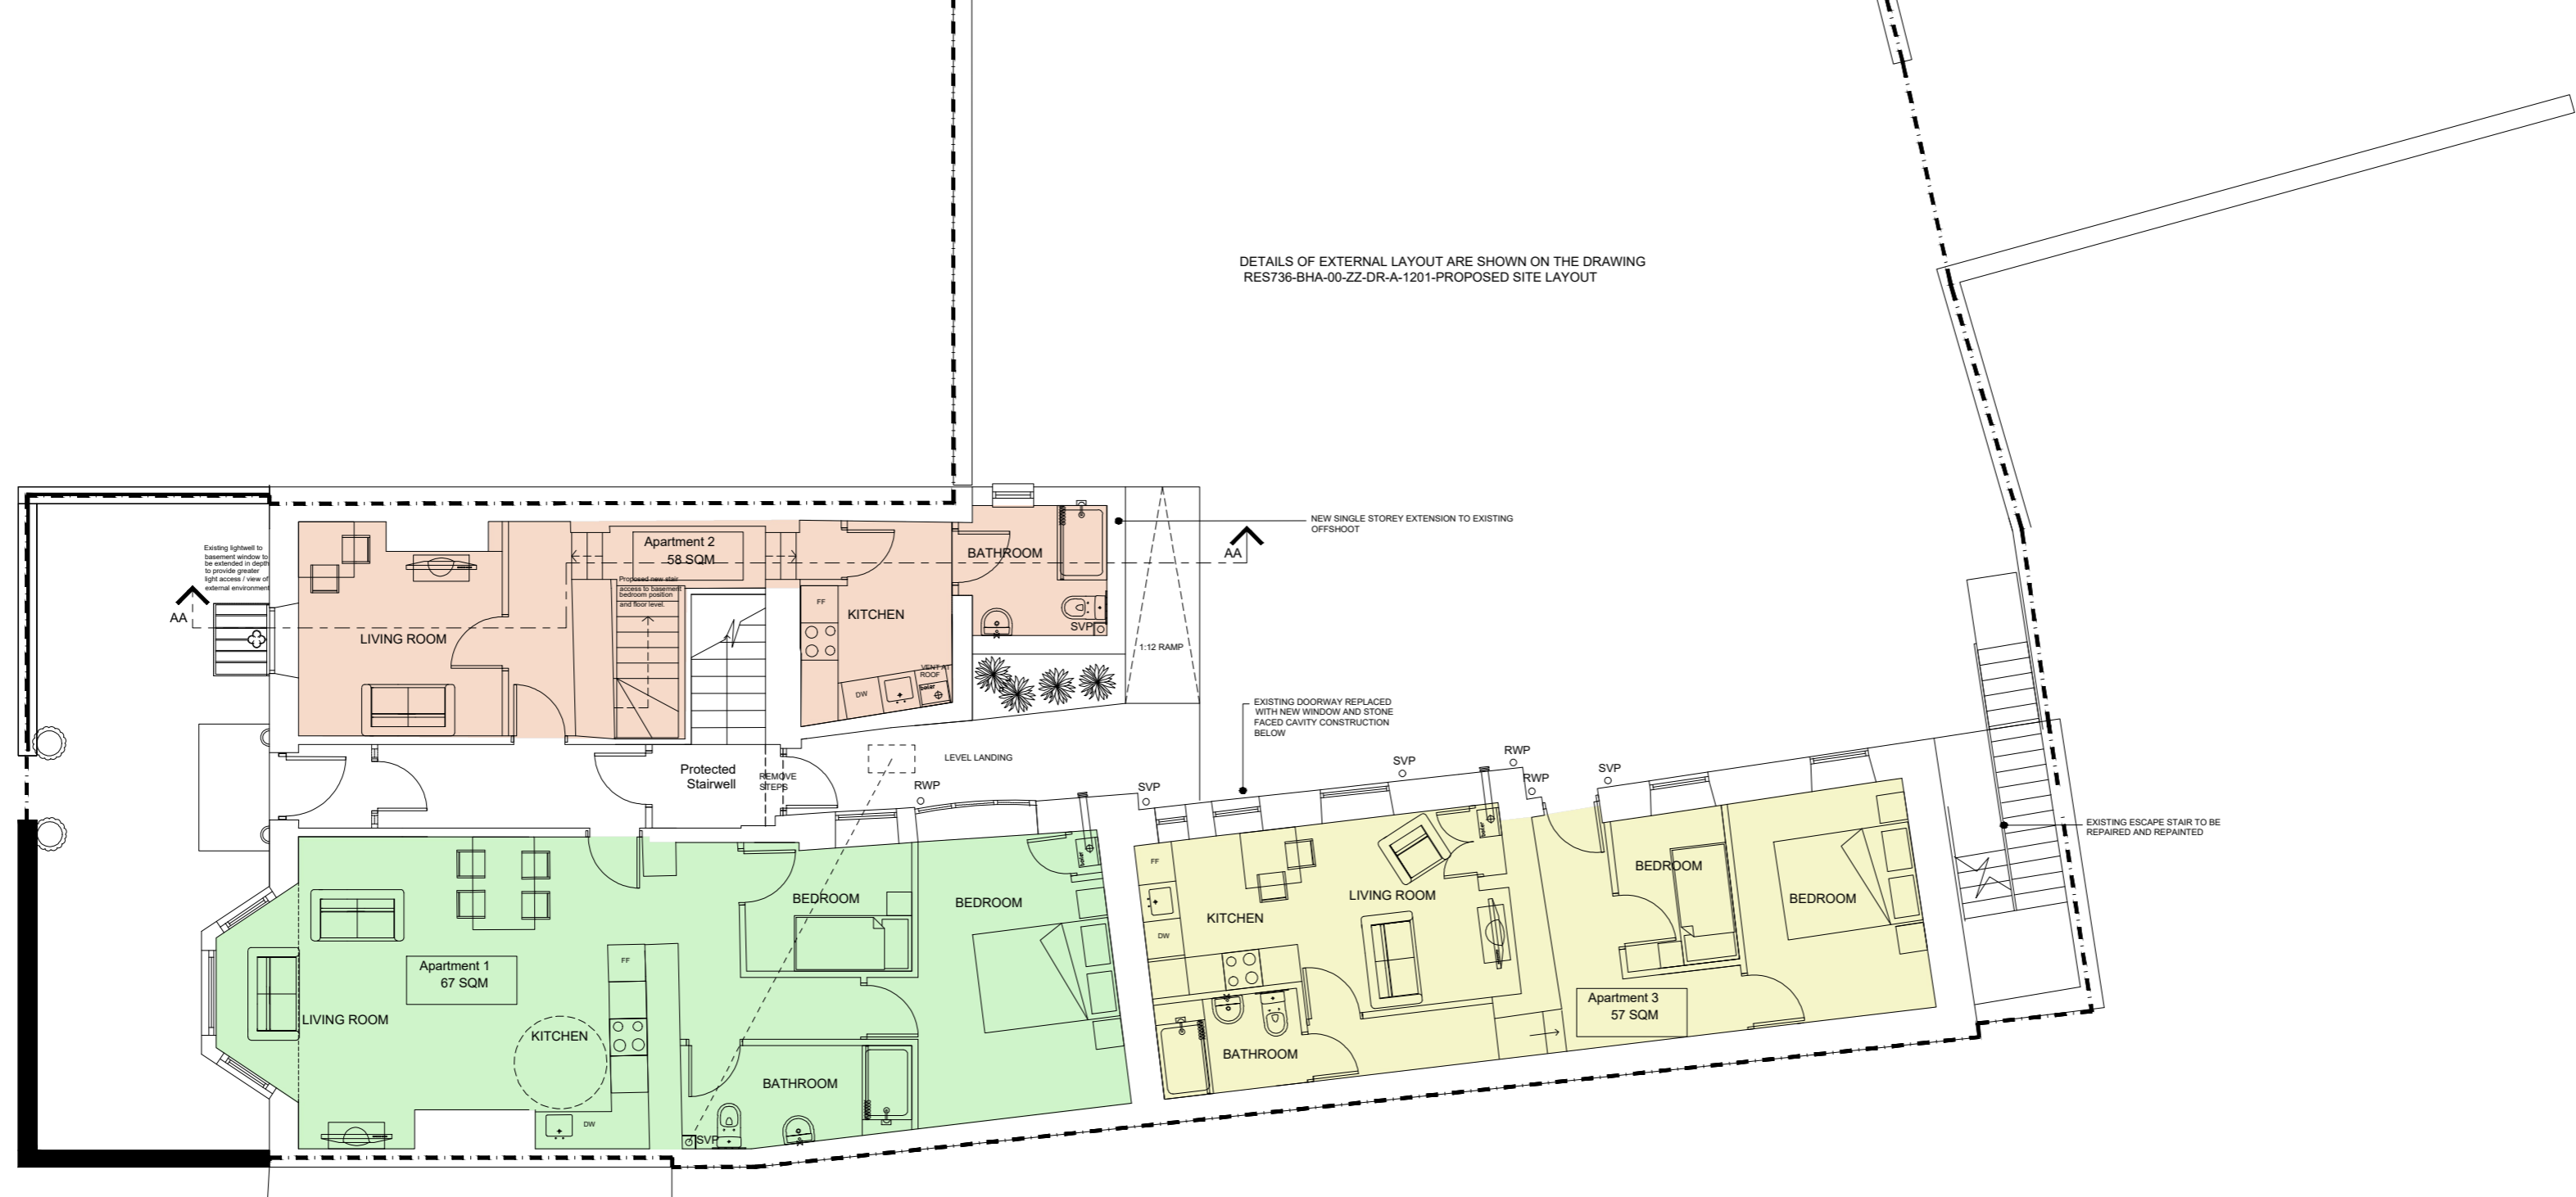 DETAILS OF EXTERNAL LAYOUT ARE SHOWN ON THE DRAWING
RES736-BHA-00-ZZ-DR-A-1201-PROPOSED SITE LAYOUT
NEW SINGLE STOREY EXTENSION TO EXISTING
OFFSHOOT
Existing lightwell to
basement window to
be extended in depth
to provide greater
light access / view of
external environment
AA
LIVING ROOM
Apartment 2
58 SQM
Proposed new stair
access to basement
bedroom position
and floor level.
FF
KITCHEN
DW
VENT AT
ROOF
Boiler
BATHROOM
SVP
AA
1:12 RAMP
EXISTING DOORWAY REPLACED
WITH NEW WINDOW AND STONE
FACED CAVITY CONSTRUCTION
BELOW
LEVEL LANDING
Protected
Stairwell
REMOVE
STEPS
RWP
SVP
SVP
RWP
RWP
SVP
EXISTING ESCAPE STAIR TO BE
REPAIRED AND REPAINTED
Apartment 1
67 SQM
LIVING ROOM
FF
KITCHEN
DW
BEDROOM
BEDROOM
Boiler
BATHROOM
SVP
FF
DW
KITCHEN
LIVING ROOM
Boiler
BATHROOM
BEDROOM
BEDROOM
Apartment 3
57 SQM